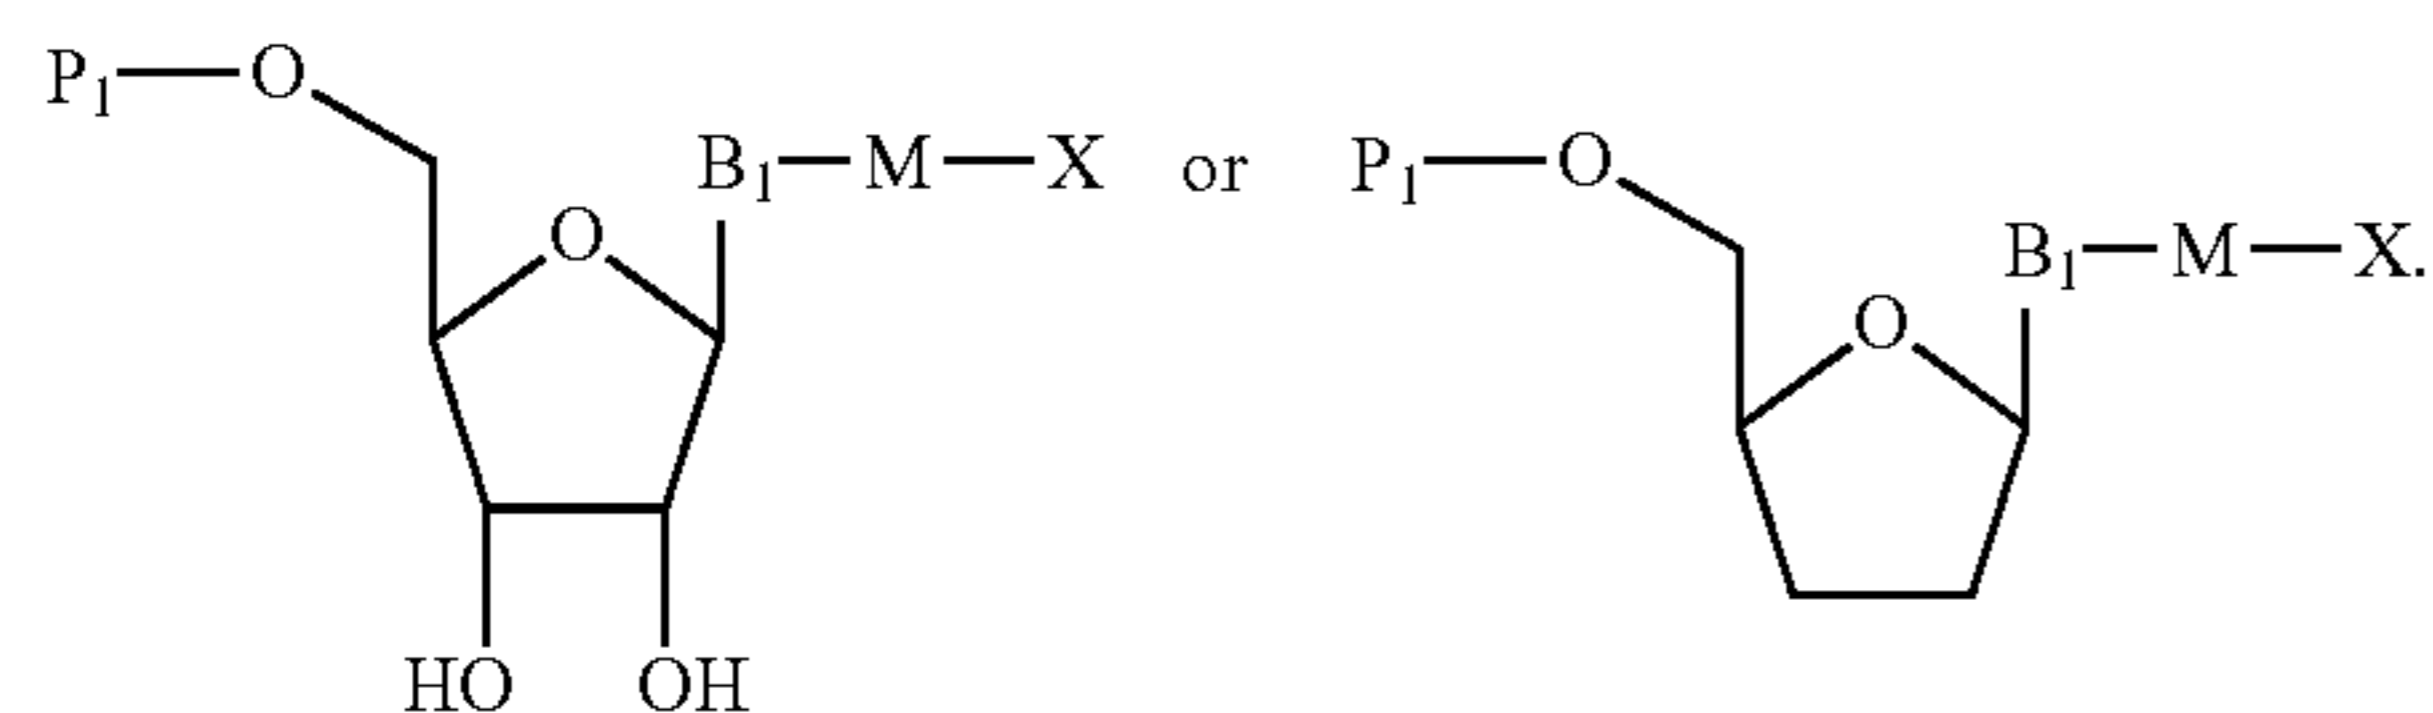 P1—O
B1—M—X or P1—O
O B1—M—X.
O
HO OH